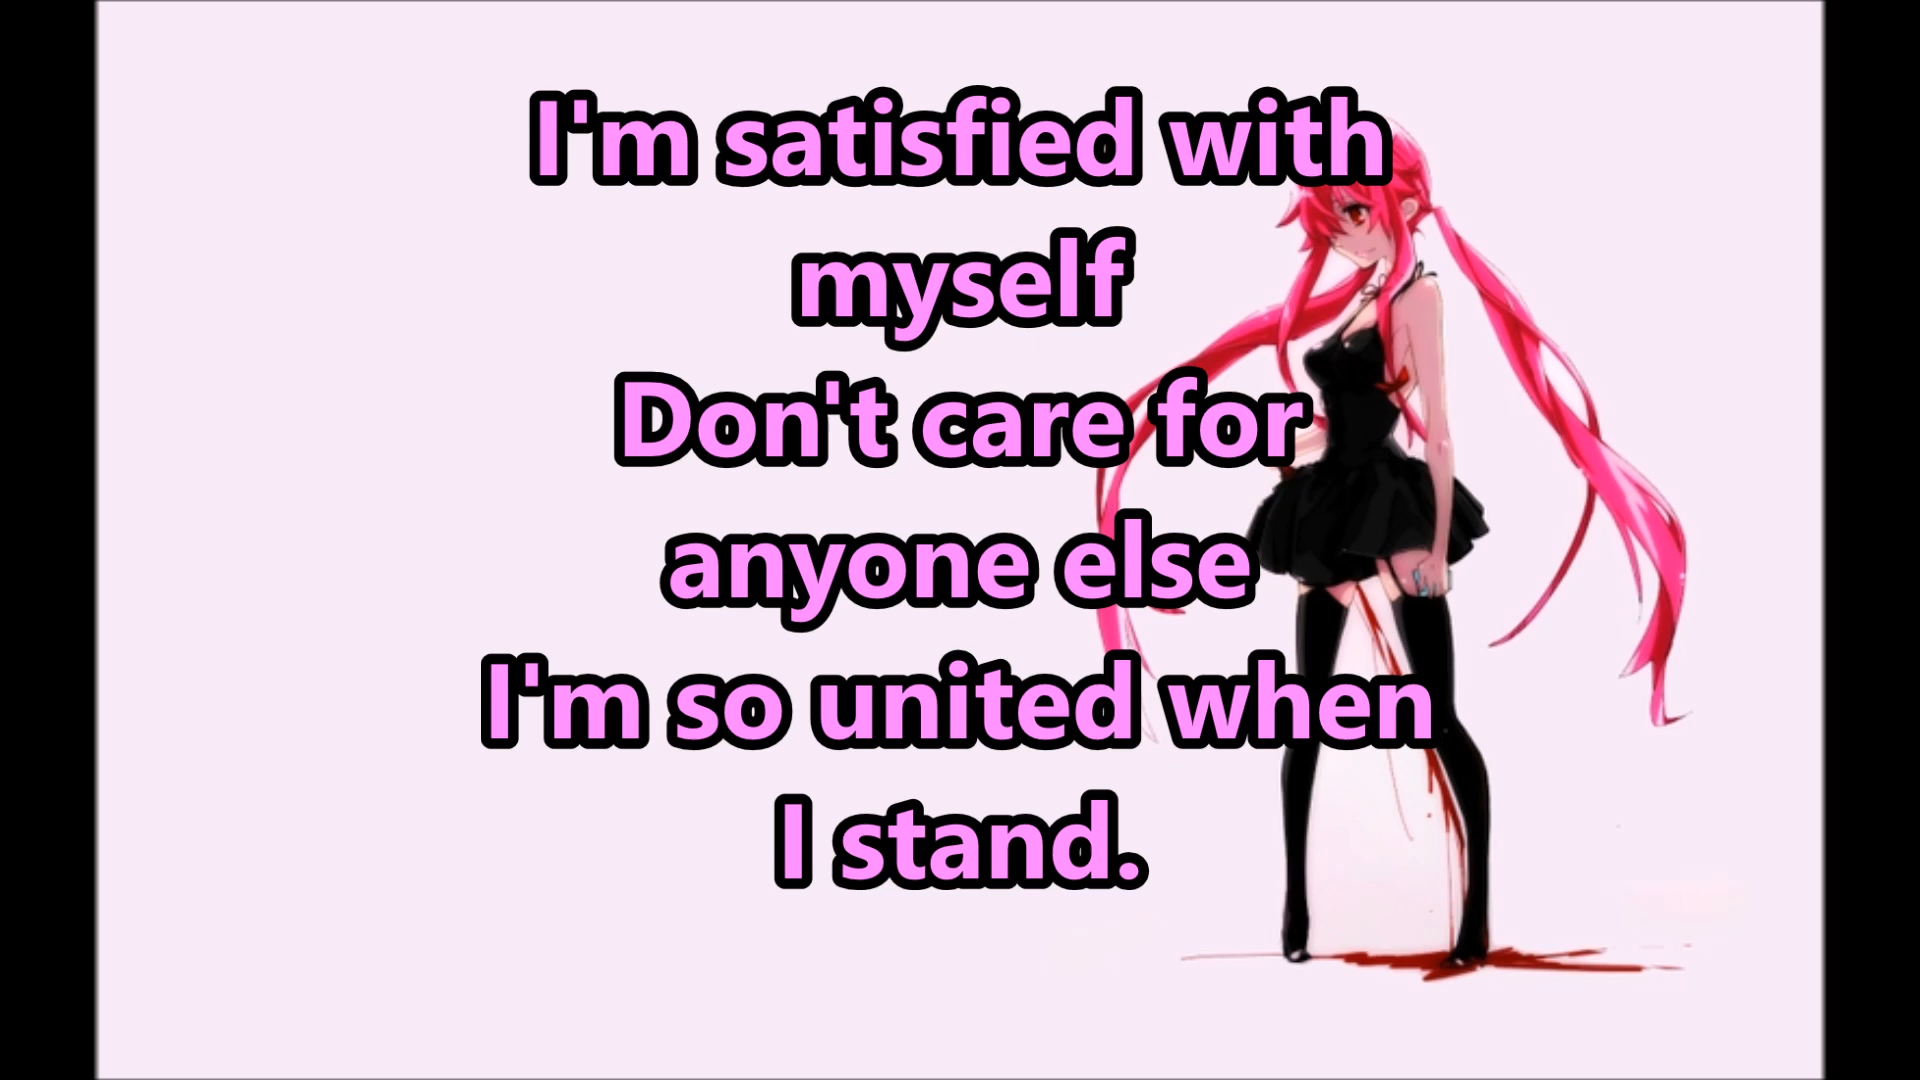 I'm satisfied with
myself
Don't care for
anyone else
I'm so united when
I stand.